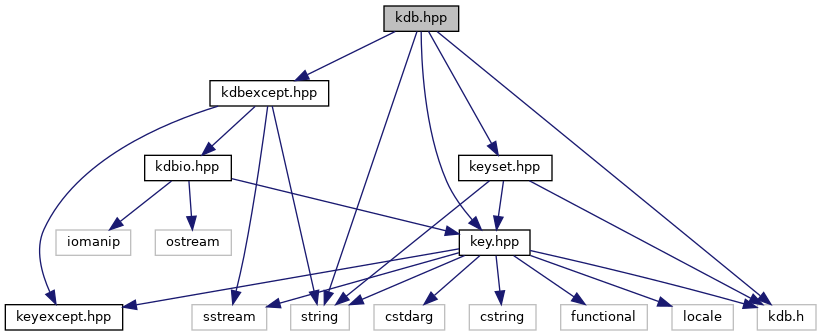 kdb.hpp
kdbexcept.hpp
kdbio.hpp
keyset.hpp
iomanip
ostream
key.hpp
keyexcept.hpp
sstream
string
cstdarg
cstring
functional
locale
kdb.h